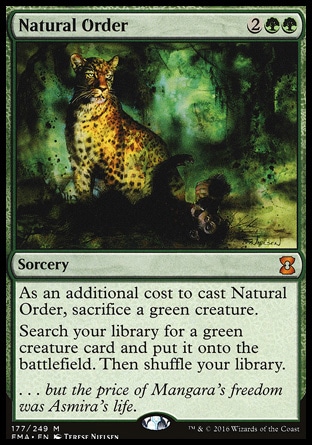 Natural Order 2
Sorcery
As an additional cost to cast Natural
Order, sacrifice a green creature.
Search your library for a green
creature card and put it onto the
battlefield. Then shuffle your library.
. . . but the price of Mangara's freedom
was Asmira's life.
177/249 M
EMA • EN Terese Nielsen
™ & © 2016 Wizards of the Coast